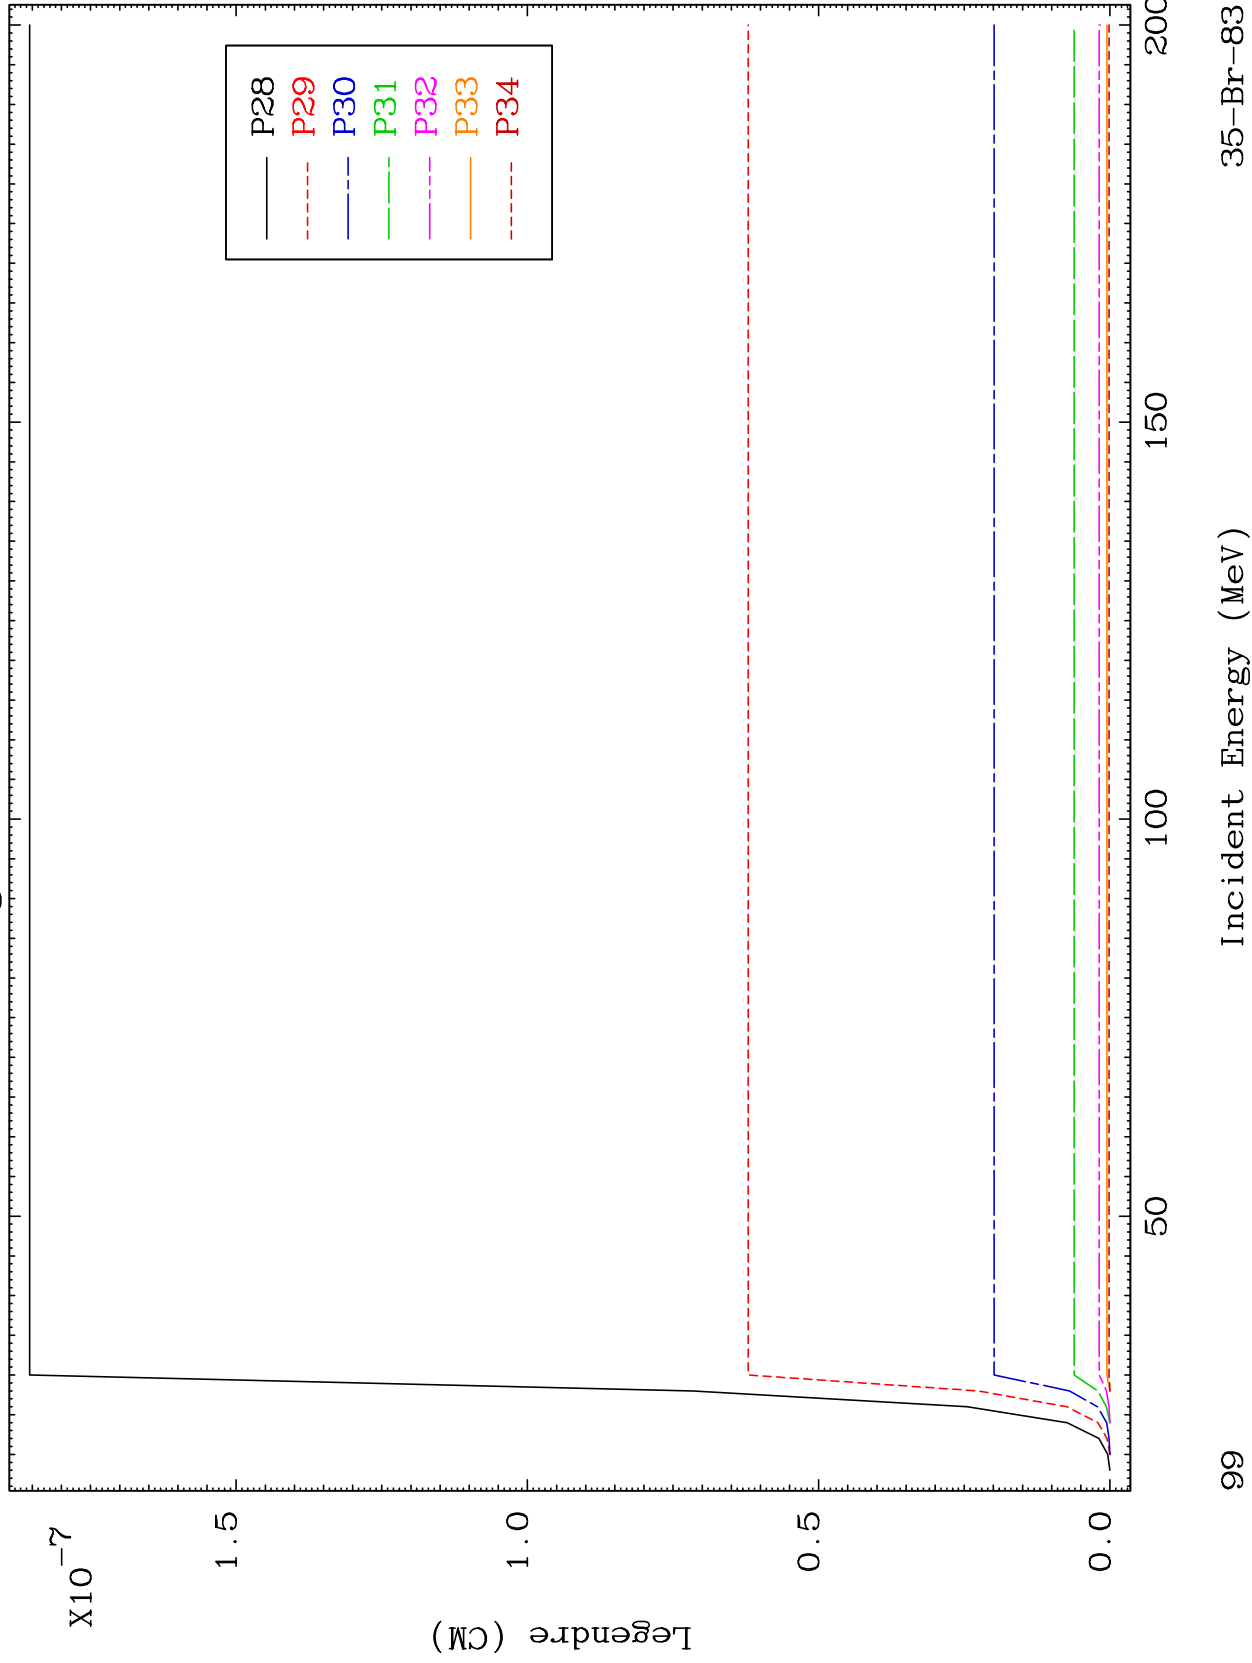 X10-7
1.5
1.0
0.5
0.0
Legendre (CM)
P28
P29
P30
P31
P32
P33
P34
50
100
150
200
Incident Energy (MeV)
99
35-Br-83